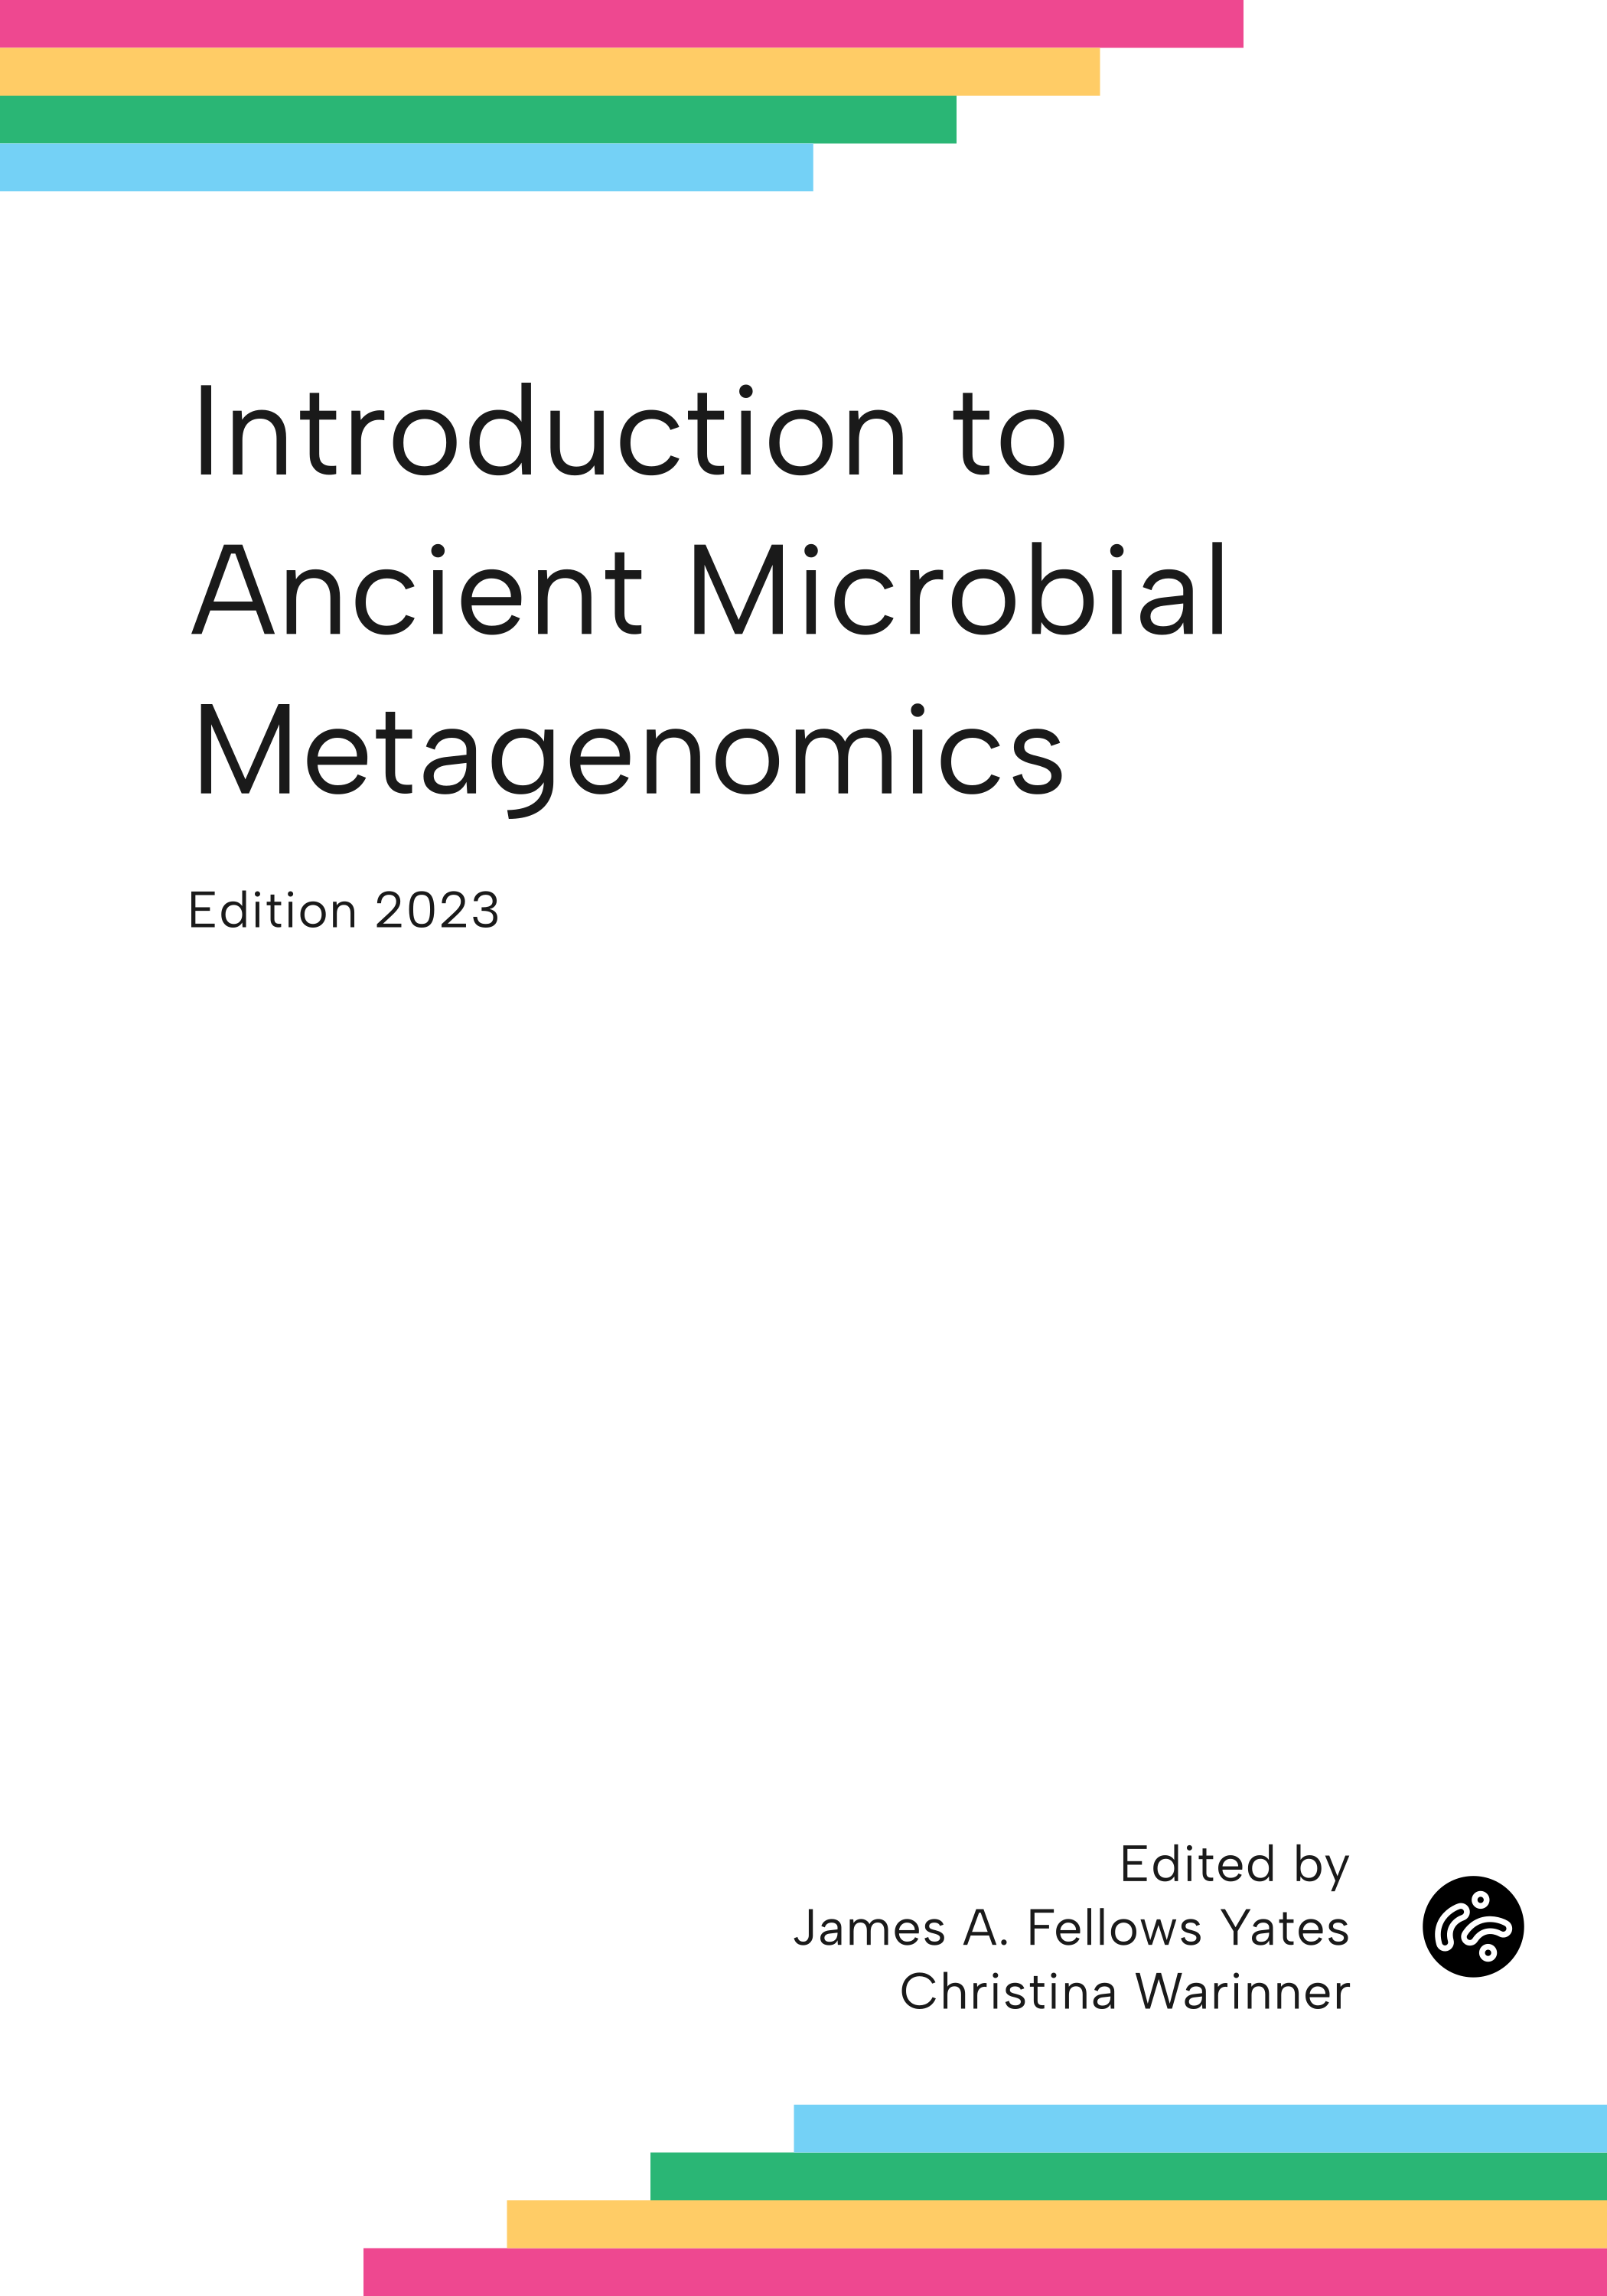 Introduction to
Ancient Microbial
Metagenomics
Edition 2023
Edited by
James A. Fellows Yates
Christina Warinner